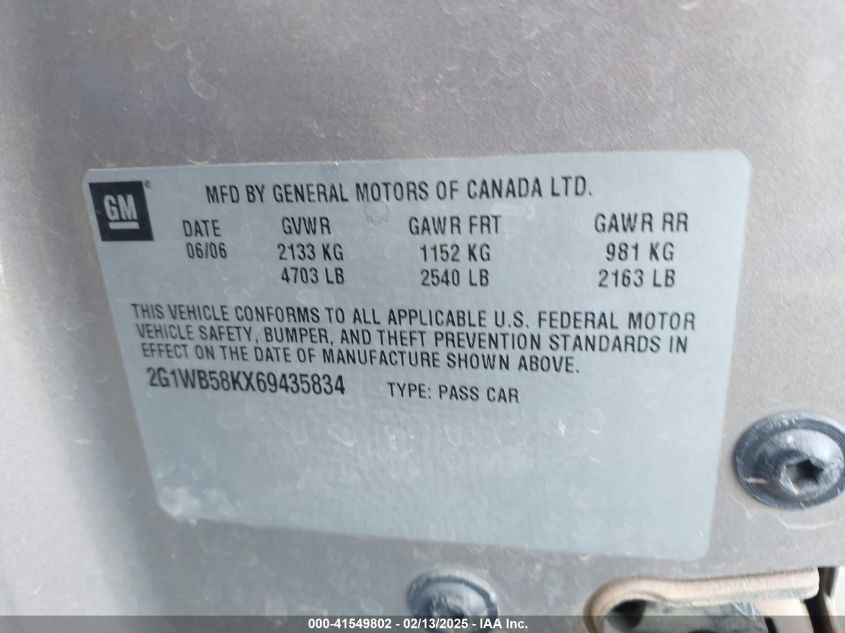 GM ®
MFD BY GENERAL MOTORS OF CANADA LTD.
DATE GVWR GAWR FRT GAWR RR
06/06 2133 KG 1152 KG 981 KG
4703 LB 2540 LB 2163 LB
THIS VEHICLE CONFORMS TO ALL APPLICABLE U.S. FEDERAL MOTOR
VEHICLE SAFETY, BUMPER, AND THEFT PREVENTION STANDARDS IN
EFFECT ON THE DATE OF MANUFACTURE SHOWN ABOVE.
2G1WB58KX69435834 TYPE: PASS CAR
000-41549802 - 02/13/2025 - IAA Inc.